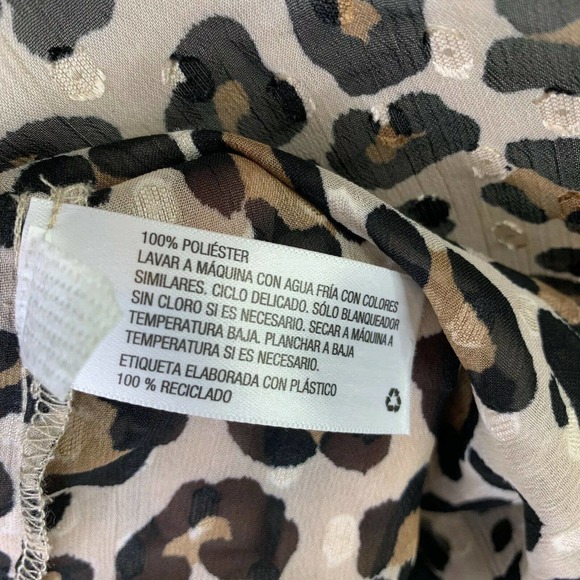 100% POLIÉSTER
LAVAR A MÁQUINA CON AGUA FRÍA CON COLORES
SIMILARES. CICLO DELICADO. SÓLO BLANQUEADOR
SIN CLORO SI ES NECESARIO. SECAR A MÁQUINA A
TEMPERATURA BAJA. PLANCHAR A BAJA
TEMPERATURA SI ES NECESARIO.
ETIQUETA ELABORADA CON PLÁSTICO
100 % RECICLADO